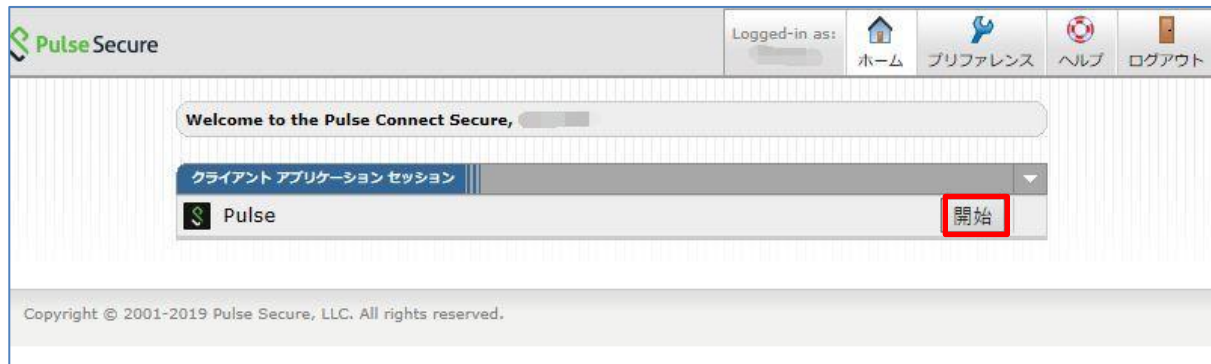 Pulse Secure
Logged-in as:
ホーム
プリファレンス
ヘルプ
ログアウト
Welcome to the Pulse Connect Secure,
クライアント アプリケーション セッション
Pulse
開始
Copyright © 2001-2019 Pulse Secure, LLC. All rights reserved.